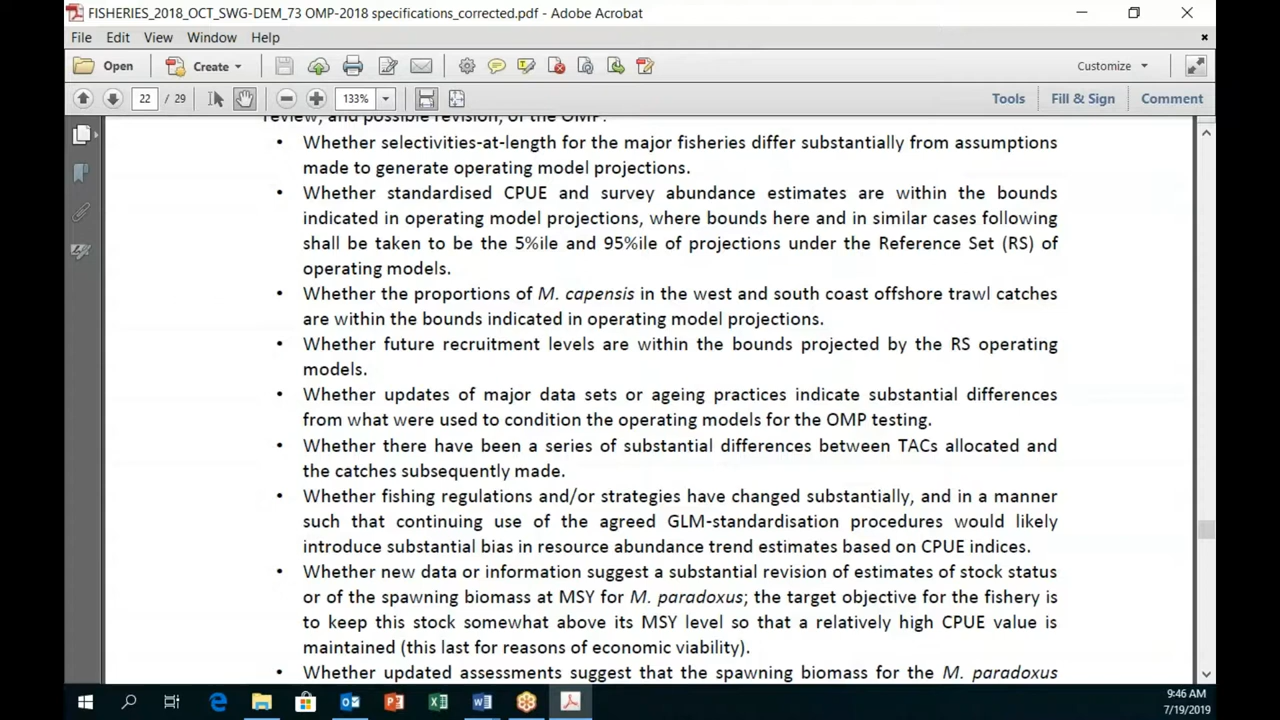 FISHERIES_2018_OCT_SWG-DEM_73 OMP-2018 specifications_corrected.pdf - Adobe Acrobat
File Edit View Window Help
Open Create Customize
22 / 29 133% Tools Fill & Sign Comment
review, and possible revision, of the OMP:
• Whether selectivities-at-length for the major fisheries differ substantially from assumptions
made to generate operating model projections.
• Whether standardised CPUE and survey abundance estimates are within the bounds
indicated in operating model projections, where bounds here and in similar cases following
shall be taken to be the 5%ile and 95%ile of projections under the Reference Set (RS) of
operating models.
• Whether the proportions of M. capensis in the west and south coast offshore trawl catches
are within the bounds indicated in operating model projections.
• Whether future recruitment levels are within the bounds projected by the RS operating
models.
• Whether updates of major data sets or ageing practices indicate substantial differences
from what were used to condition the operating models for the OMP testing.
• Whether there have been a series of substantial differences between TACs allocated and
the catches subsequently made.
• Whether fishing regulations and/or strategies have changed substantially, and in a manner
such that continuing use of the agreed GLM-standardisation procedures would likely
introduce substantial bias in resource abundance trend estimates based on CPUE indices.
• Whether new data or information suggest a substantial revision of estimates of stock status
or of the spawning biomass at MSY for M. paradoxus; the target objective for the fishery is
to keep this stock somewhat above its MSY level so that a relatively high CPUE value is
maintained (this last for reasons of economic viability).
• Whether updated assessments suggest that the spawning biomass for the M. paradoxus
9:46 AM
7/19/2019